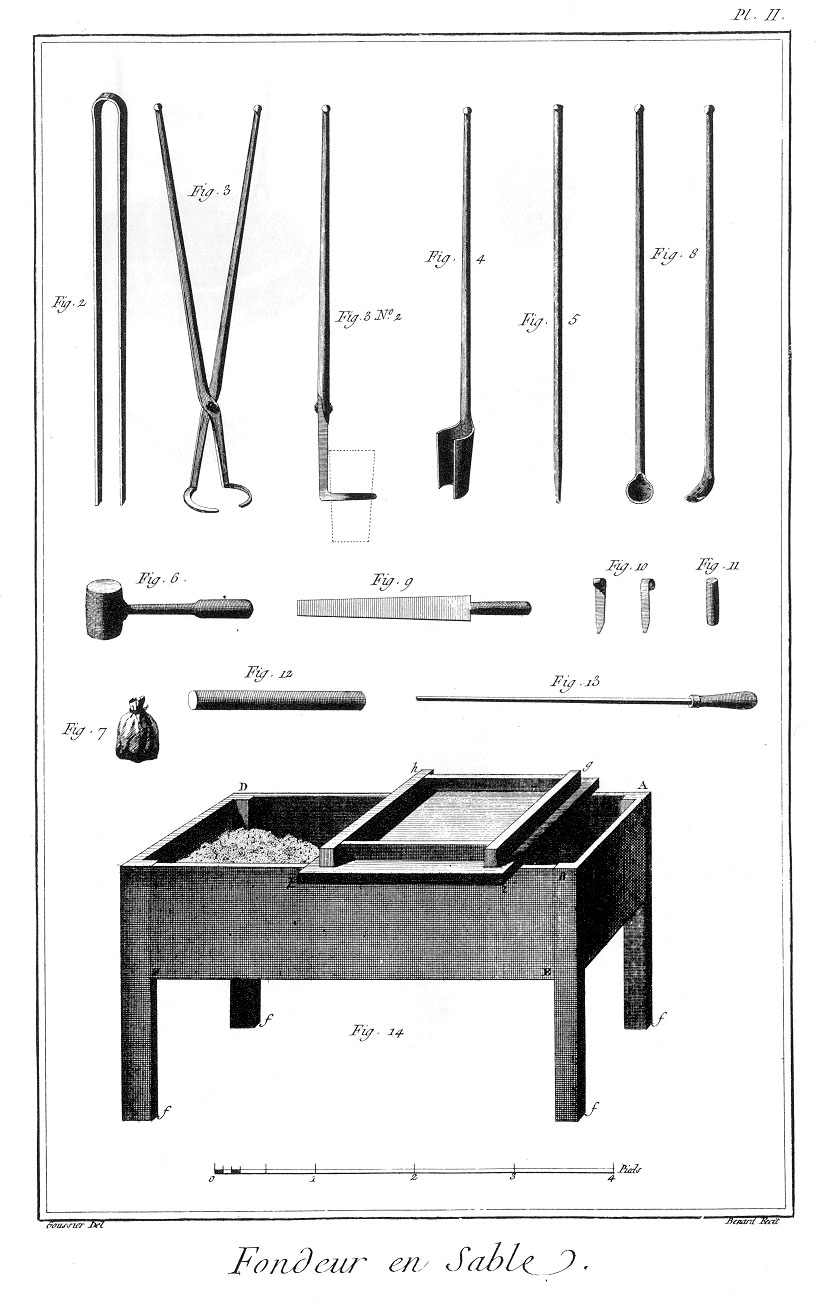 Pl. II.
Fig. 2
Fig. 3
Fig. 3 Nº 2
Fig. 4
Fig. 5
Fig. 8
Fig. 6.
Fig. 9
Fig. 10
Fig. 11
Fig. 12
Fig. 13
Fig. 7
h g
D A
B
E
f f
Fig. 14
f f
0 1 2 3 4 Pieds
Goussier Del
Benard Fecit
Fondeur en Sable.